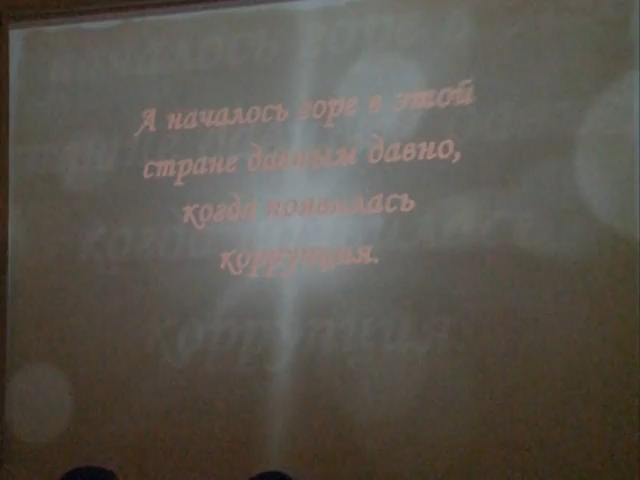 А началось горе в этой
стране давным давно,
когда появилась
коррупция.